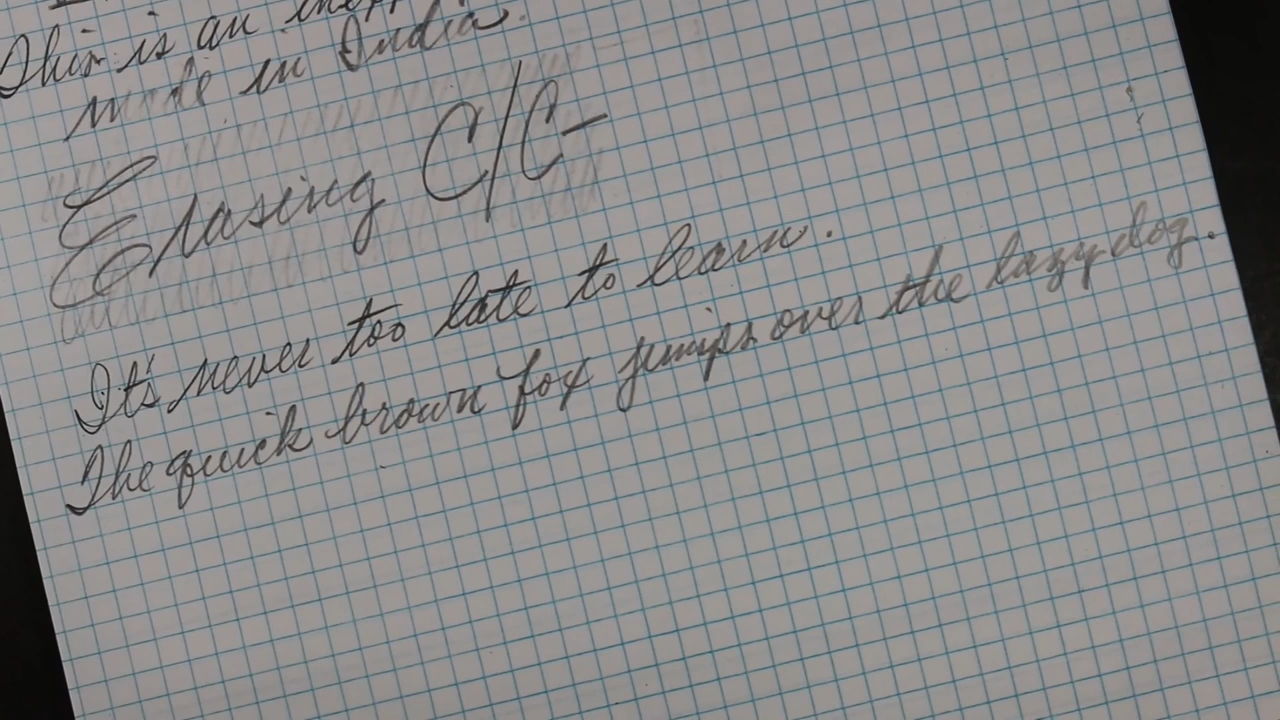 This is an
made in India.
Erasing C/C-
It's never too late to learn.
The quick brown fox jumps over the lazy dog.